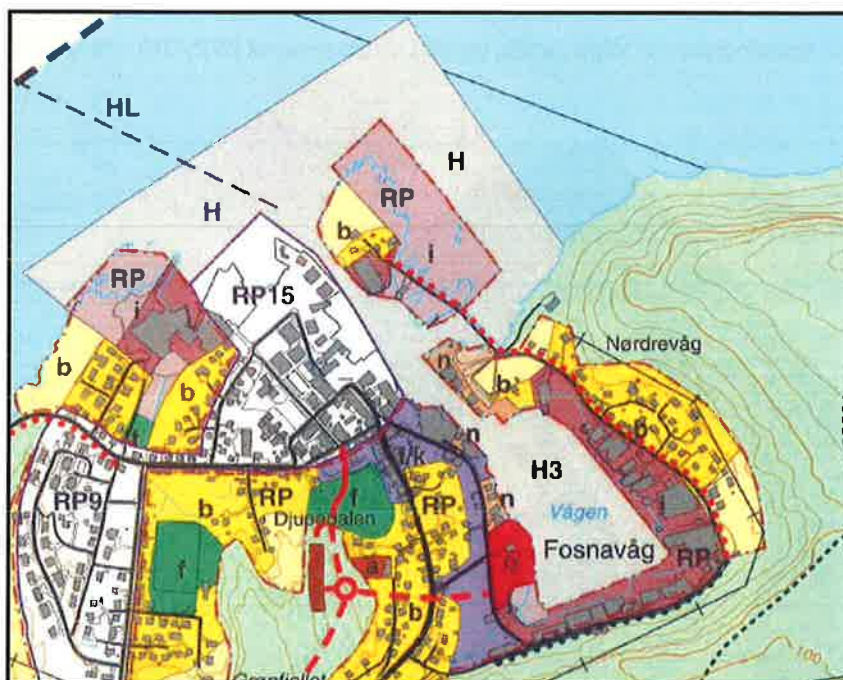 HL
H
H
RP
b
i
RP
i
RP15
b
b
Nørdrevåg
n
b
b
n
f/k
H3
RP9
b
RP
f
RP
n
Djupedalen
Vågen
Fosnavåg
f
a
b
RP
100